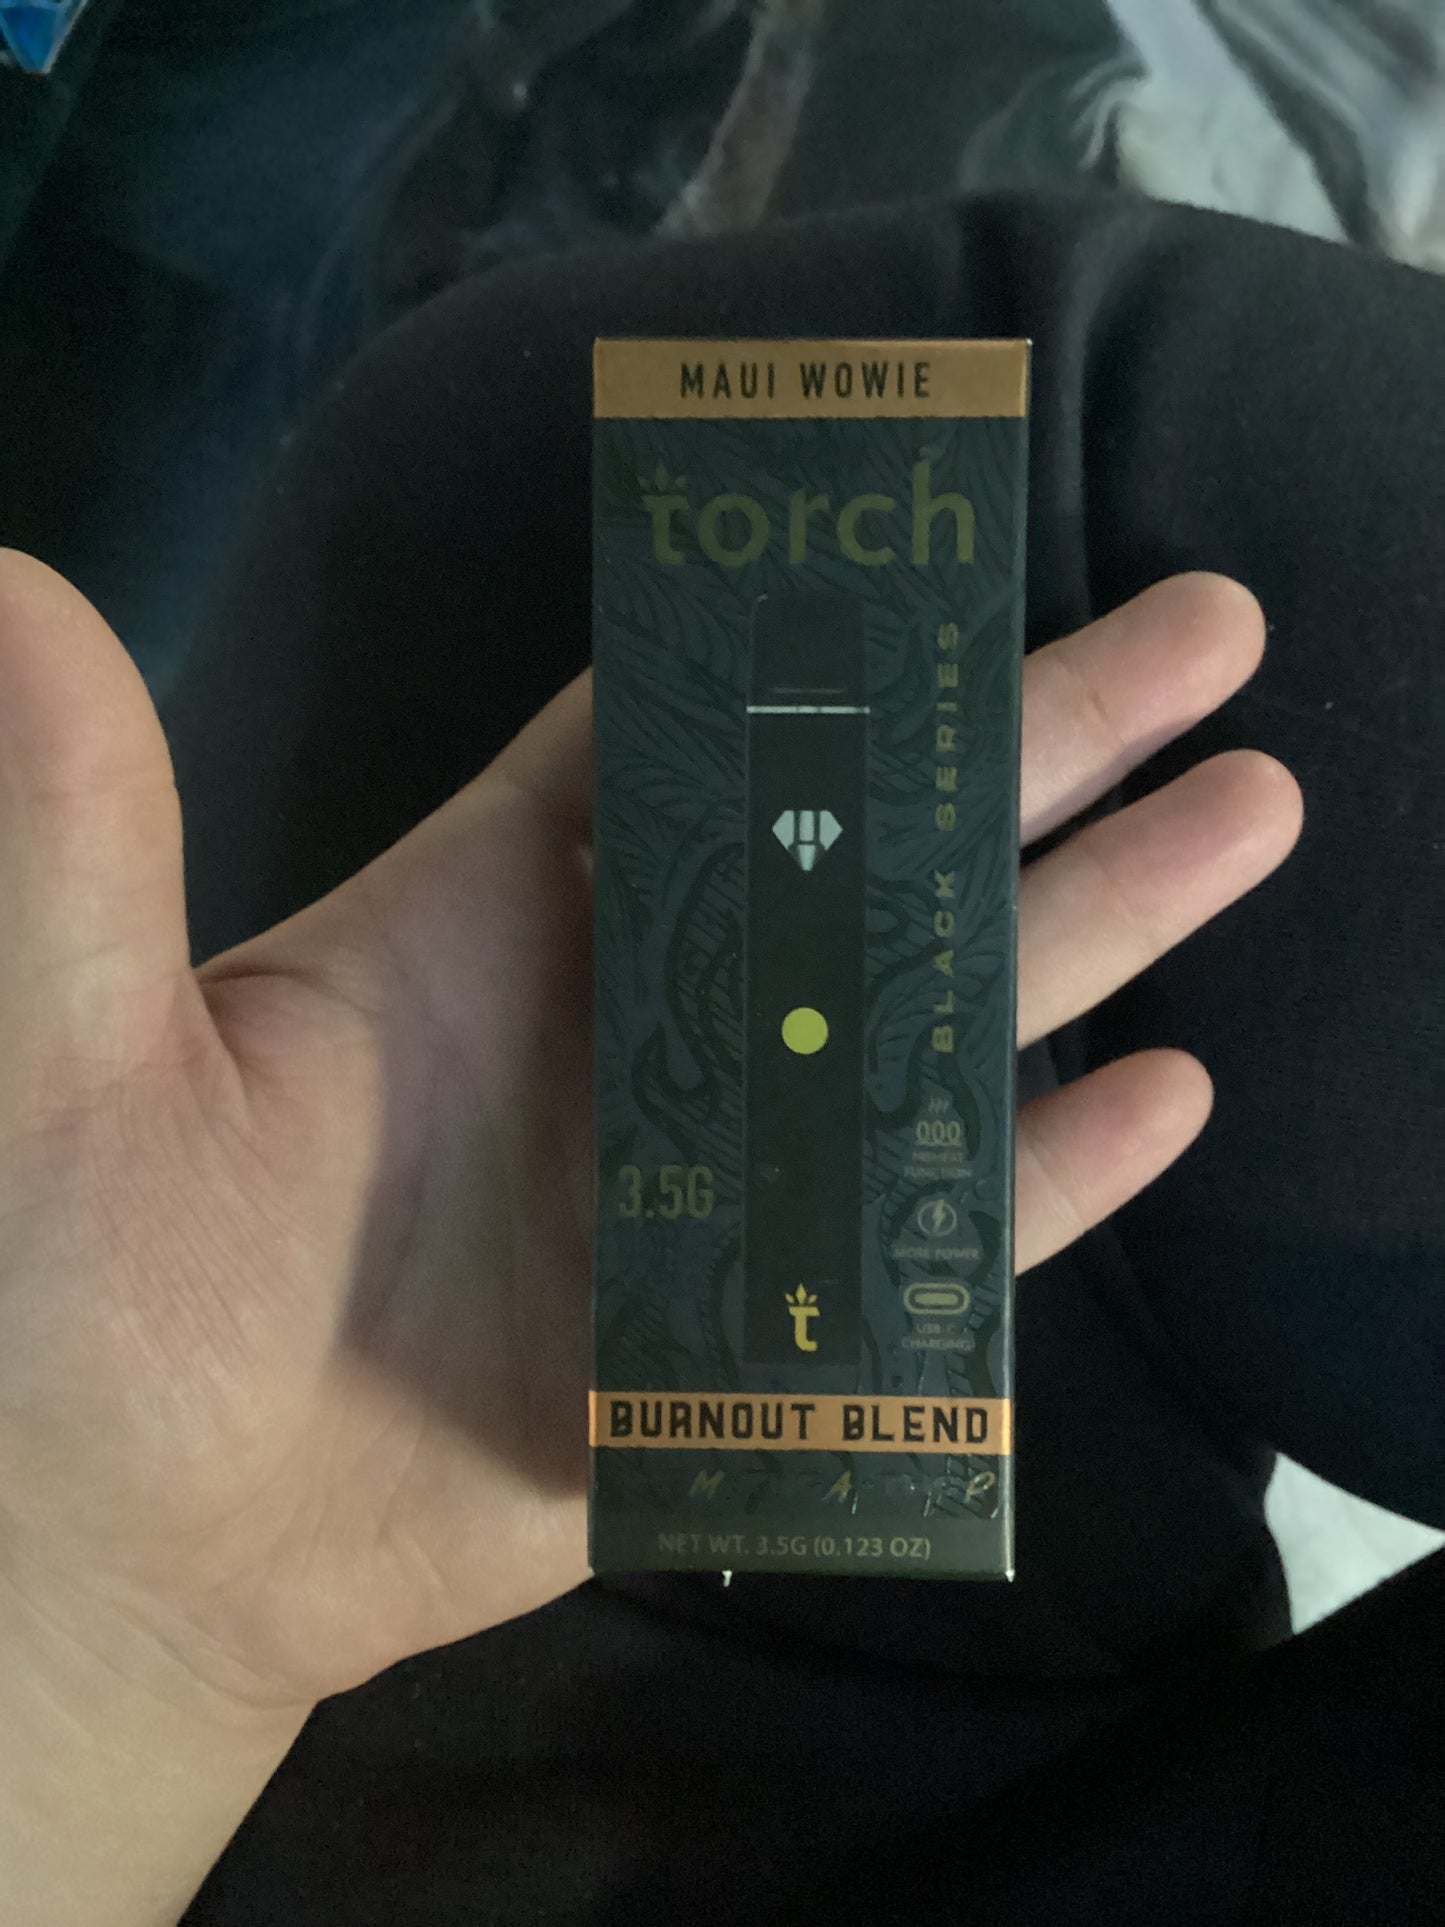 MAUI WOWIE
torch
BLACK SERIES
000
PREHEAT
FUNCTION
MORE POWER
USB-C
CHARGING
3.5G
t
BURNOUT BLEND
NET WT. 3.5G (0.123 OZ)